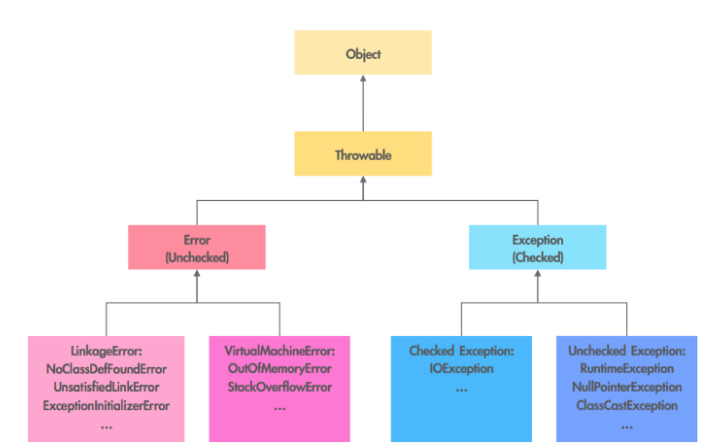 Object
Throwable
Error
(Unchecked)
Exception
(Checked)
LinkageError:
NoClassDefFoundError
UnsatisfiedLinkError
ExceptionInitializerError
...
VirtualMachineError:
OutOfMemoryError
StackOverflowError
...
Checked Exception:
IOException
...
Unchecked Exception:
RuntimeException
NullPointerException
ClassCastException
...